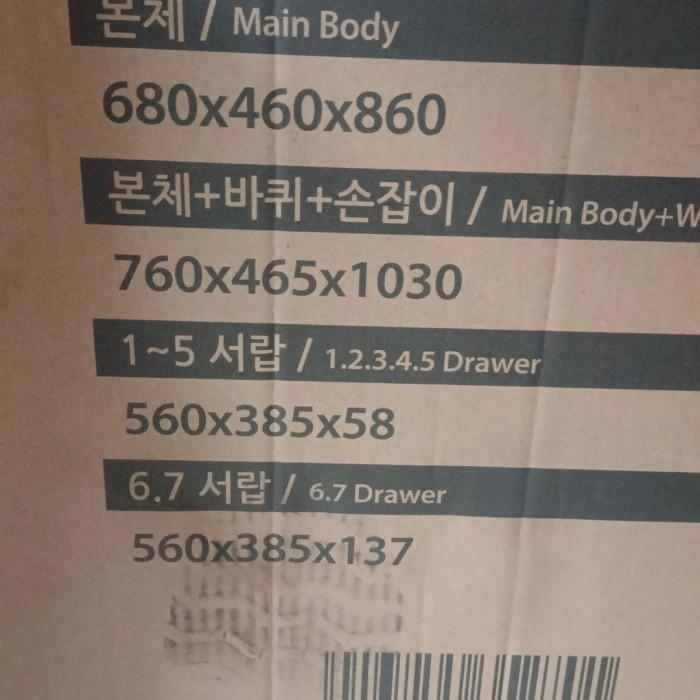 본체 / Main Body
680x460x860
본체+바퀴+손잡이 / Main Body+W
760x465x1030
1~5 서랍 / 1.2.3.4.5 Drawer
560x385x58
6.7 서랍 / 6.7 Drawer
560x385x137